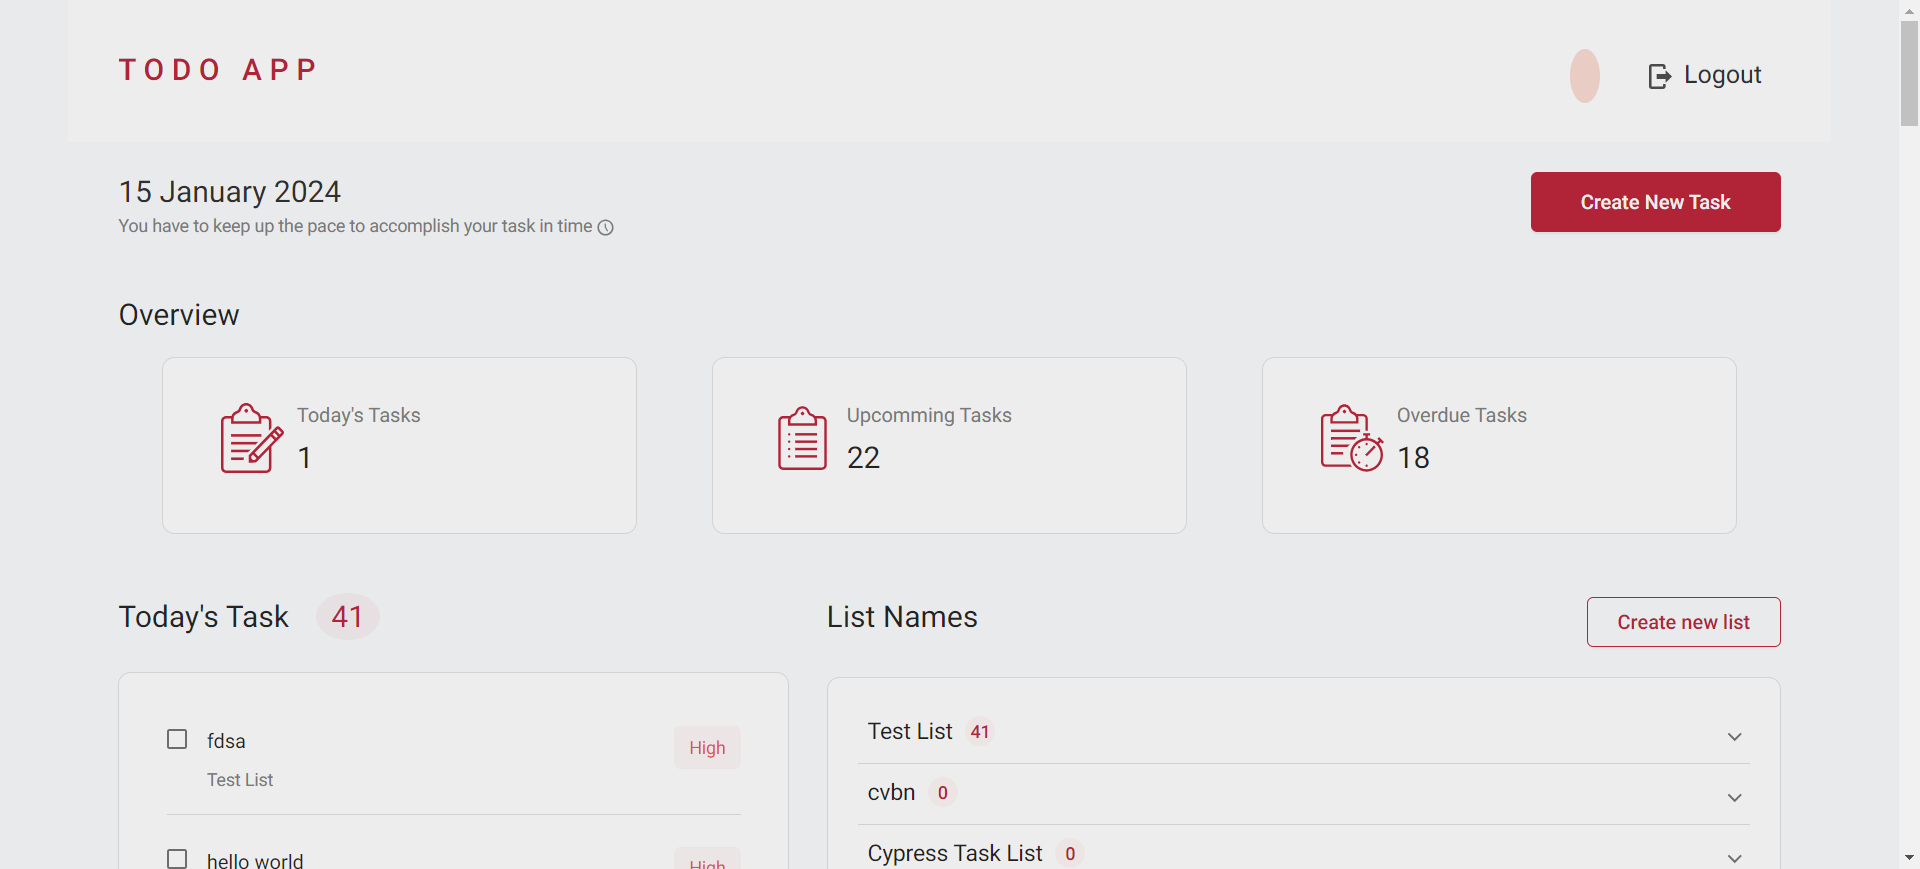 TODO APP
Logout
15 January 2024
You have to keep up the pace to accomplish your task in time
Create New Task
Overview
Today's Tasks
1
Upcomming Tasks
22
Overdue Tasks
18
Today's Task 41
List Names
Create new list
fdsa
High
Test List
hello world
High
Test List 41
cvbn 0
Cypress Task List 0